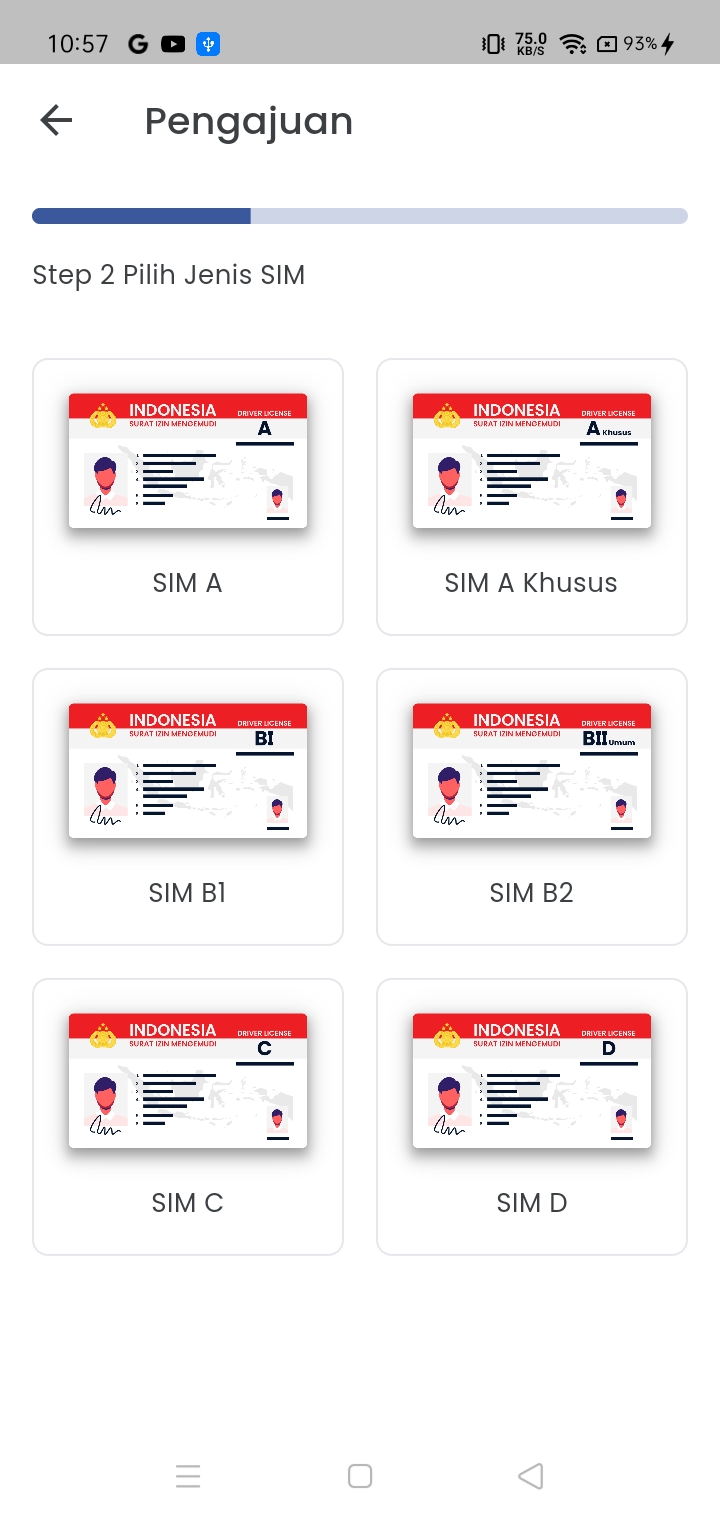 10:57
75.0
KB/S
93%
Pengajuan
Step 2 Pilih Jenis SIM
INDONESIA
SURAT IZIN MENGEMUDI
DRIVER LICENSE
A
SIM A
INDONESIA
SURAT IZIN MENGEMUDI
DRIVER LICENSE
A Khusus
SIM A Khusus
INDONESIA
SURAT IZIN MENGEMUDI
DRIVER LICENSE
BI
SIM B1
INDONESIA
SURAT IZIN MENGEMUDI
DRIVER LICENSE
BII Umum
SIM B2
INDONESIA
SURAT IZIN MENGEMUDI
DRIVER LICENSE
C
SIM C
INDONESIA
SURAT IZIN MENGEMUDI
DRIVER LICENSE
D
SIM D